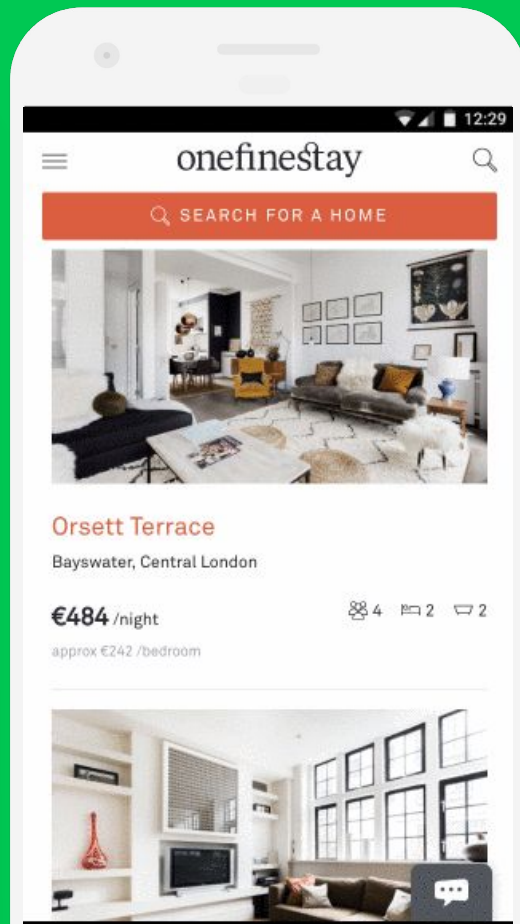 12:29
onefinestay
SEARCH FOR A HOME
Orsett Terrace
Bayswater, Central London
€484 /night
4 2 2
approx €242 /bedroom